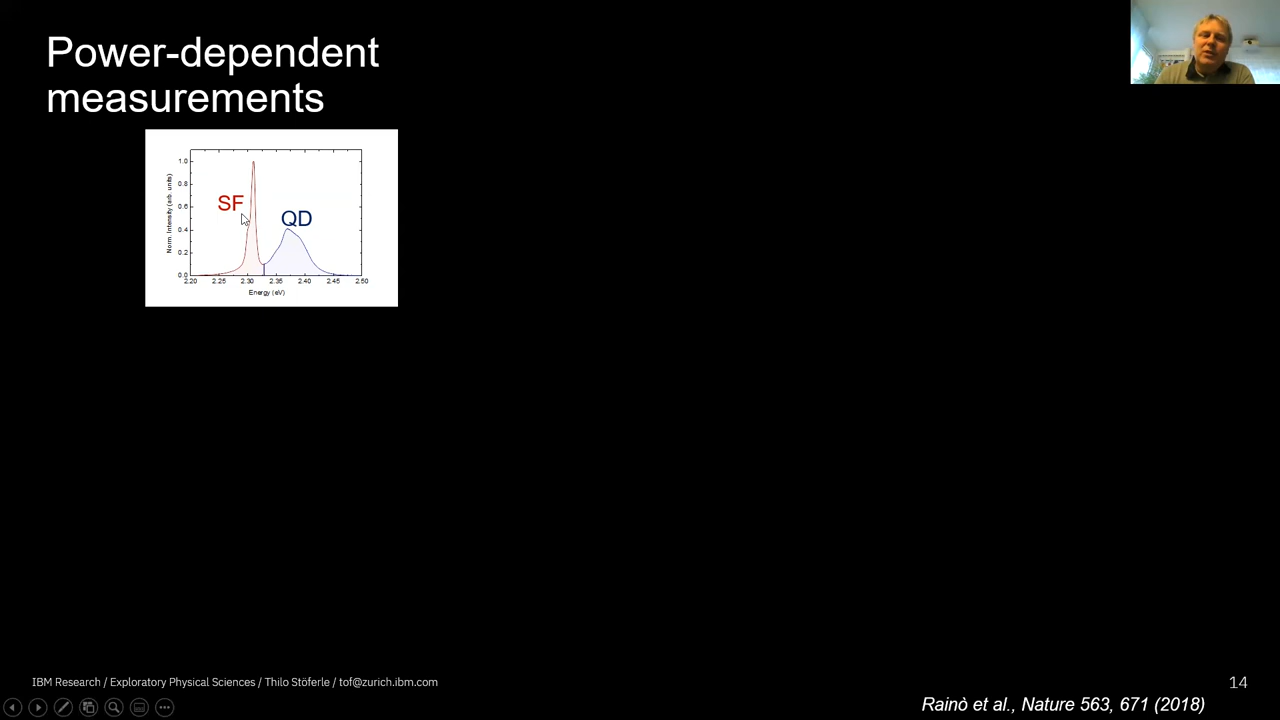 Power-dependent
measurements
SF
QD
1.0
0.8
0.6
0.4
0.2
0.0
Norm. Intensity (arb. units)
2.20 2.25 2.30 2.35 2.40 2.45 2.50
Energy (eV)
IBM Research / Exploratory Physical Sciences / Thilo Stöferle / tof@zurich.ibm.com
14
Rainò et al., Nature 563, 671 (2018)